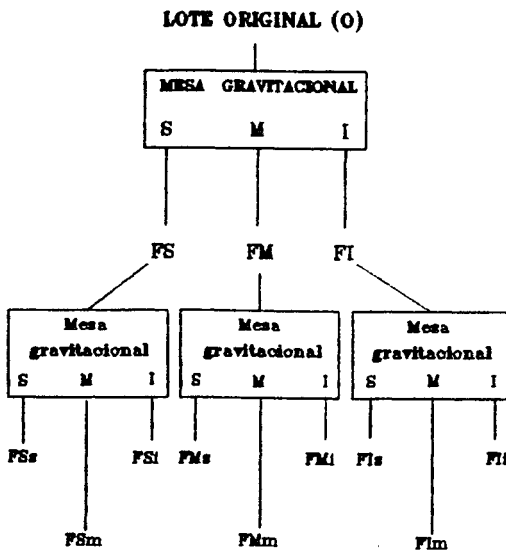 LOTE ORIGINAL (O)
MESA GRAVITACIONAL
S M I
FS FM FI
Mesa gravitacional
S M I
Mesa gravitacional
S M I
Mesa gravitacional
S M I
FSs FSi FMs FMi FIs FIi
FSm FMm FIm